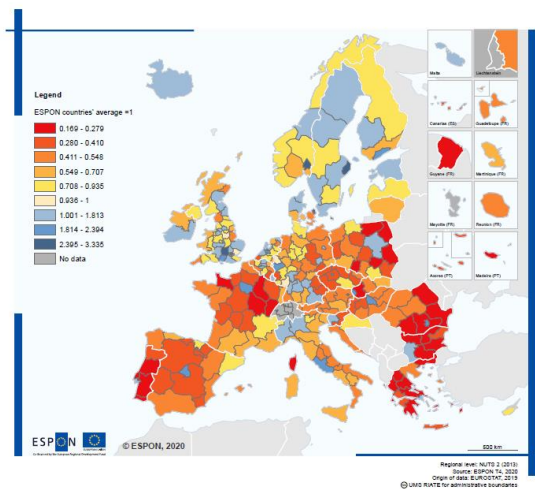 Legend
ESPON countries' average =1
0.169 - 0.279
0.280 - 0.410
0.411 - 0.548
0.549 - 0.707
0.708 - 0.935
0.936 - 1
1.001 - 1.813
1.814 - 2.394
2.395 - 3.335
No data
Malta
Liechtenstein
Canarias (ES)
Guadeloupe (FR)
Guyane (FR)
Martinique (FR)
Mayotte (FR)
Reunion (FR)
Acores (PT)
Madeira (PT)
ESPON
© ESPON, 2020
500 km
Regional level: NUTS 2 (2013)
Source: ESPON T4, 2020
Origin of data: EUROSTAT, 2019
© UMS RIATE for administrative boundaries